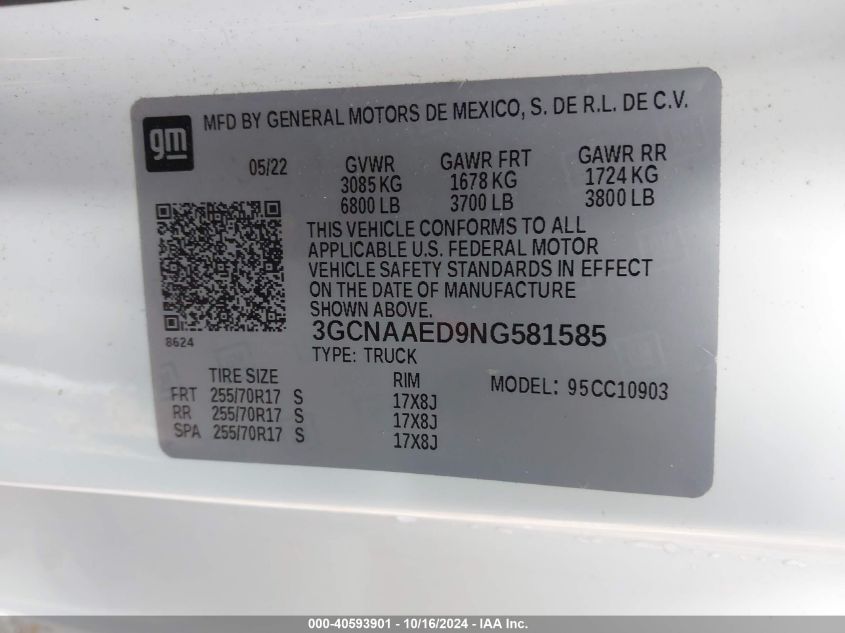 gm
MFD BY GENERAL MOTORS DE MEXICO, S. DE R.L. DE C.V.
05/22 GVWR GAWR FRT GAWR RR
3085 KG 1678 KG 1724 KG
6800 LB 3700 LB 3800 LB
THIS VEHICLE CONFORMS TO ALL
APPLICABLE U.S. FEDERAL MOTOR
VEHICLE SAFETY STANDARDS IN EFFECT
ON THE DATE OF MANUFACTURE
SHOWN ABOVE.
3GCNAAED9NG581585
8624
TYPE: TRUCK
TIRE SIZE RIM MODEL: 95CC10903
FRT 255/70R17 S 17X8J
RR 255/70R17 S 17X8J
SPA 255/70R17 S 17X8J
000-40593901 - 10/16/2024 - IAA Inc.